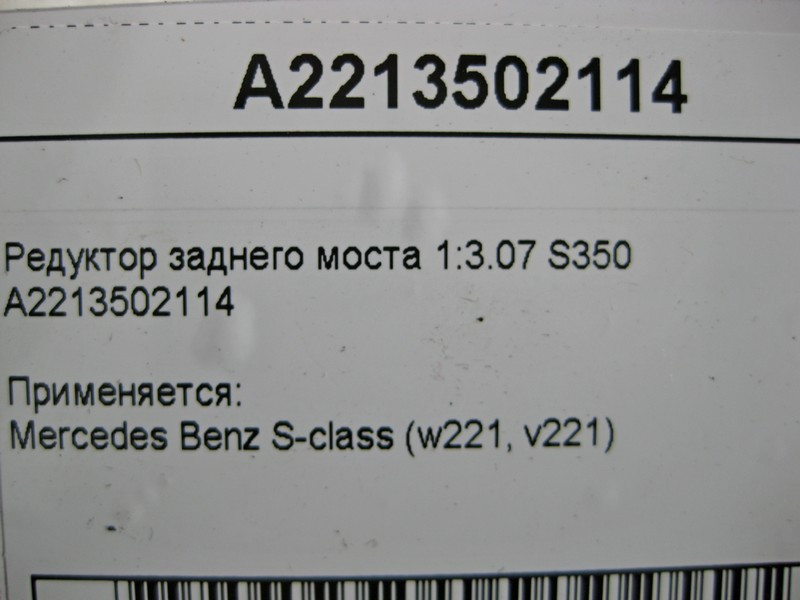 A2213502114
Редуктор заднего моста 1:3.07 S350
A2213502114
Применяется:
Mercedes Benz S-class (w221, v221)